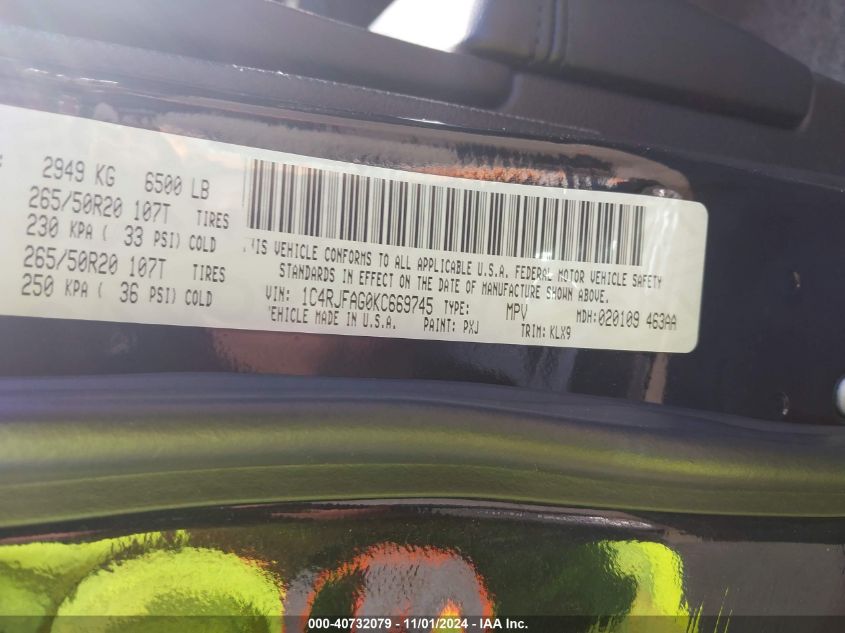 2949 KG 6500 LB
265/50R20 107T TIRES
230 KPA ( 33 PSI) COLD
265/50R20 107T TIRES
250 KPA ( 36 PSI) COLD
VEHICLE CONFORMS TO ALL APPLICABLE U.S.A. FEDERAL MOTOR VEHICLE SAFETY
STANDARDS IN EFFECT ON THE DATE OF MANUFACTURE SHOWN ABOVE.
VIN: 1C4RJFAG0KC669745 TYPE: MPV MDH:020109 463AA
VEHICLE MADE IN U.S.A. PAINT: PXJ TRIM: KLX9
000-40732079 - 11/01/2024 - IAA Inc.